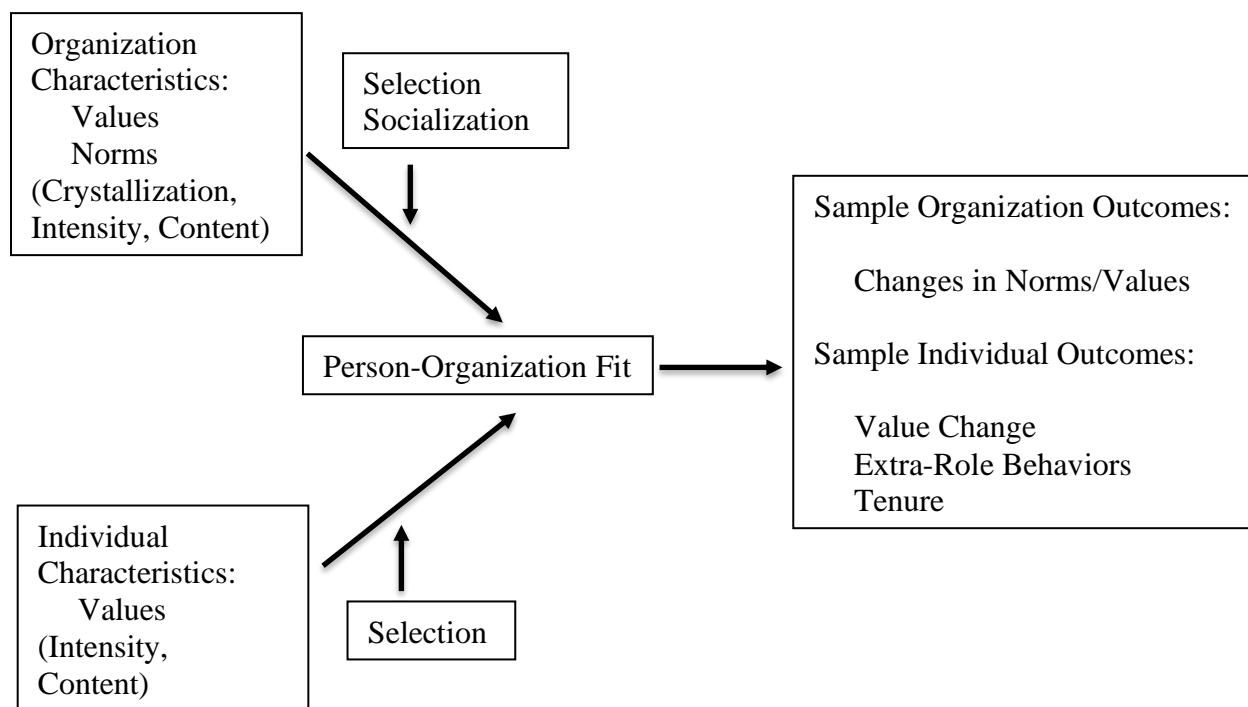 Organization
Characteristics:
Values
Norms
(Crystallization,
Intensity, Content)
Selection
Socialization
Person-Organization Fit
Individual
Characteristics:
Values
(Intensity,
Content)
Selection
Sample Organization Outcomes:
Changes in Norms/Values
Sample Individual Outcomes:
Value Change
Extra-Role Behaviors
Tenure